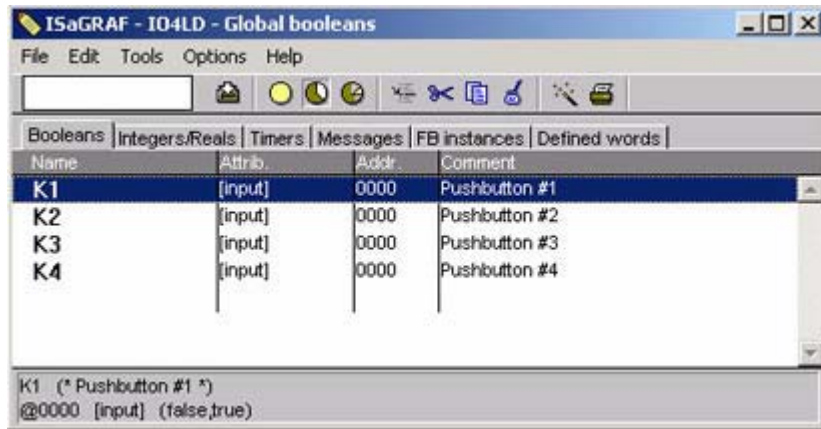 ISaGRAF - IO4LD - Global booleans
File Edit Tools Options Help
Booleans Integers/Reals Timers Messages FB instances Defined words
Name Attrib. Addr. Comment
K1 [input] 0000 Pushbutton #1
K2 [input] 0000 Pushbutton #2
K3 [input] 0000 Pushbutton #3
K4 [input] 0000 Pushbutton #4
K1 (* Pushbutton #1 *)
@0000 [input] (false,true)